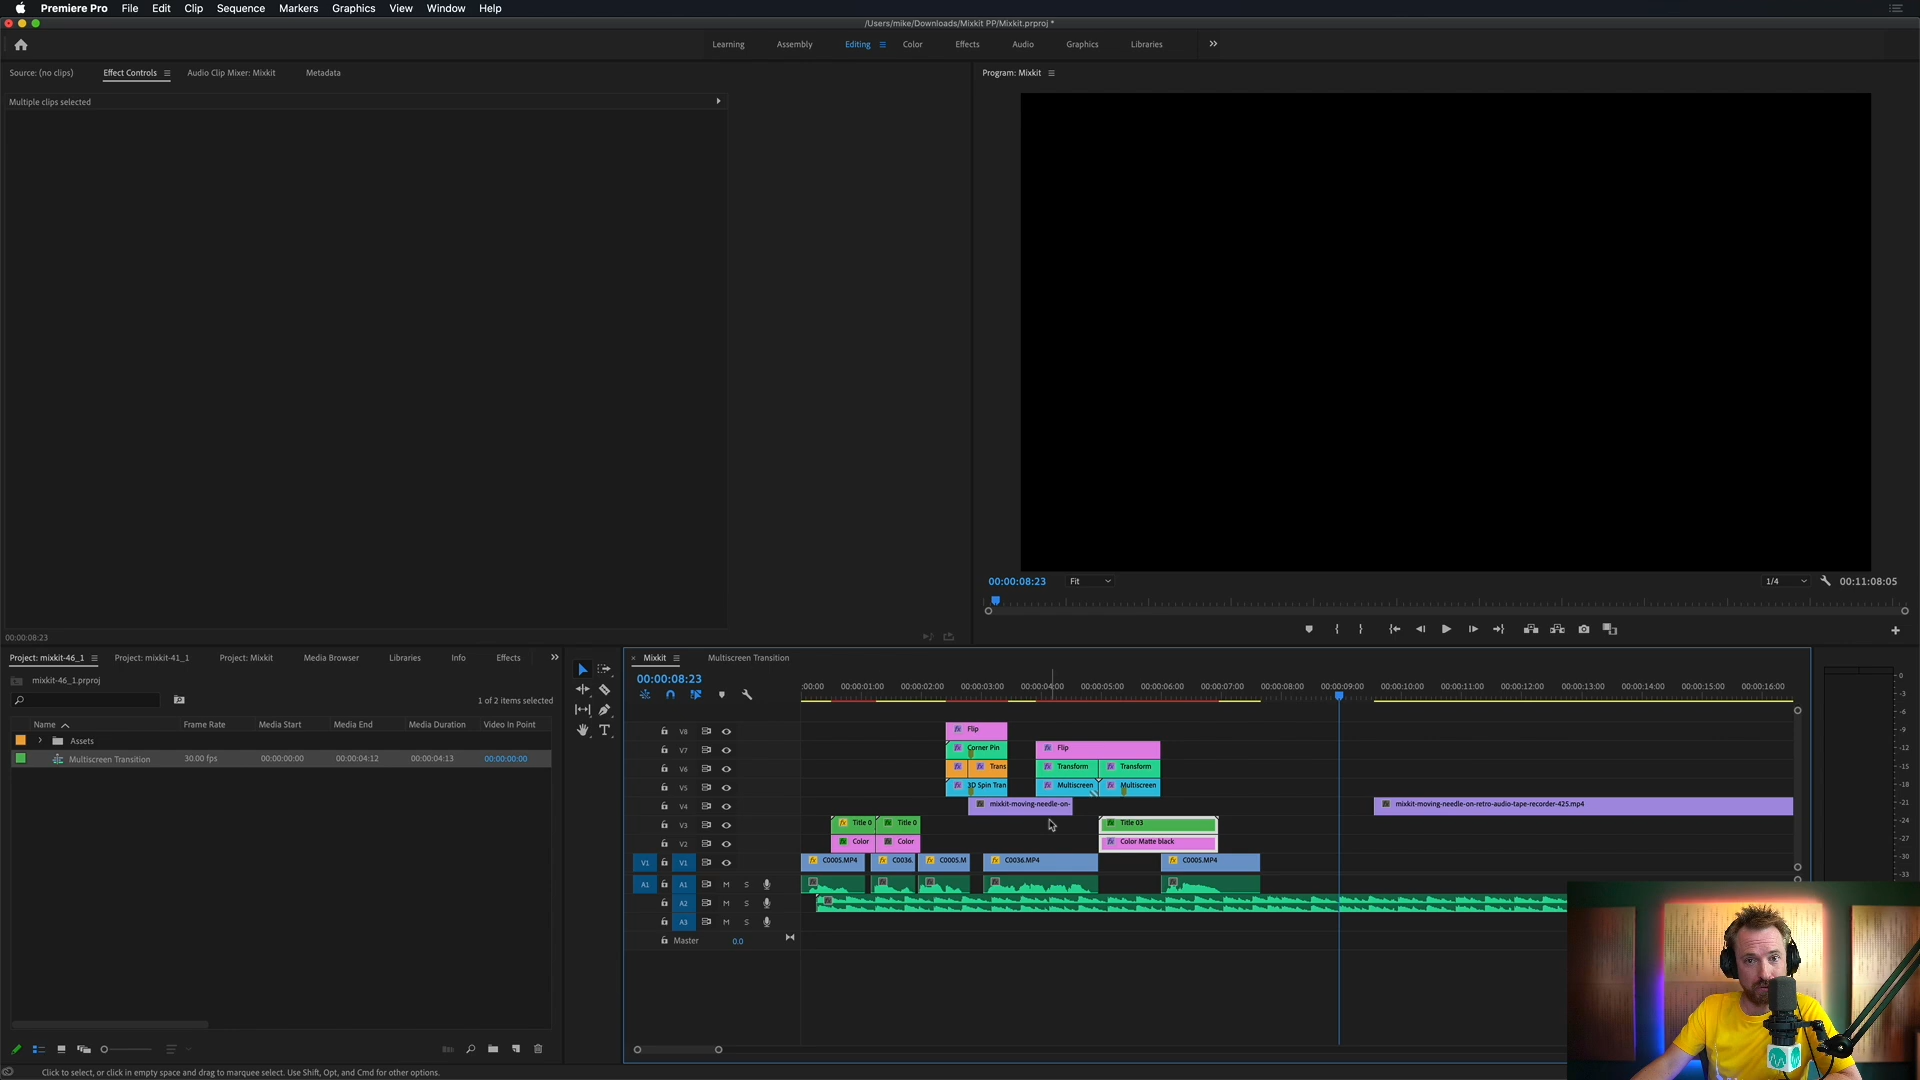 Premiere Pro File Edit Clip Sequence Markers Graphics View Window Help
/Users/mike/Downloads/Mixkit PP/Mixkit.prproj *
Learning Assembly Editing Color Effects Audio Graphics Libraries
Source: (no clips) Effect Controls Audio Clip Mixer: Mixkit Metadata
Program: Mixkit
Multiple clips selected
00:00:08:23 Fit 1/4 00:11:08:05
00:00:08:23
Project: mixkit-46_1 Project: mixkit-41_1 Project: Mixkit Media Browser Libraries Info Effects
Mixkit Multiscreen Transition
mixkit-46_1.prproj
00:00:08:23
:00:00 00:00:01:00 00:00:02:00 00:00:03:00 00:00:04:00 00:00:05:00 00:00:06:00 00:00:07:00 00:00:08:00 00:00:09:00 00:00:10:00 00:00:11:00 00:00:12:00 00:00:13:00 00:00:14:00 00:00:15:00 00:00:16:00
1 of 2 items selected
Name Frame Rate Media Start Media End Media Duration Video In Point
Assets
Multiscreen Transition 30.00 fps 00:00:00:00 00:00:04:12 00:00:04:13 00:00:00:00
V8 Flip
V7 Corner Pin Flip
V6 Trans Transform Transform
V5 3D Spin Tran Multiscreen Multiscreen
V4 mixkit-moving-needle-on- mixkit-moving-needle-on-retro-audio-tape-recorder-425.mp4
V3 Title 0 Title 0 Title 03
V2 Color Color Color Matte black
V1 V1 C0005.MP4 C0036. C0005.M C0036.MP4 C0005.MP4
A1 A1 M S
A2 M S
A3 M S
Master 0.0
0
-3
-6
-9
-12
-15
-18
-21
-24
-27
-30
-33
Click to select, or click in empty space and drag to marquee select. Use Shift, Opt, and Cmd for other options.